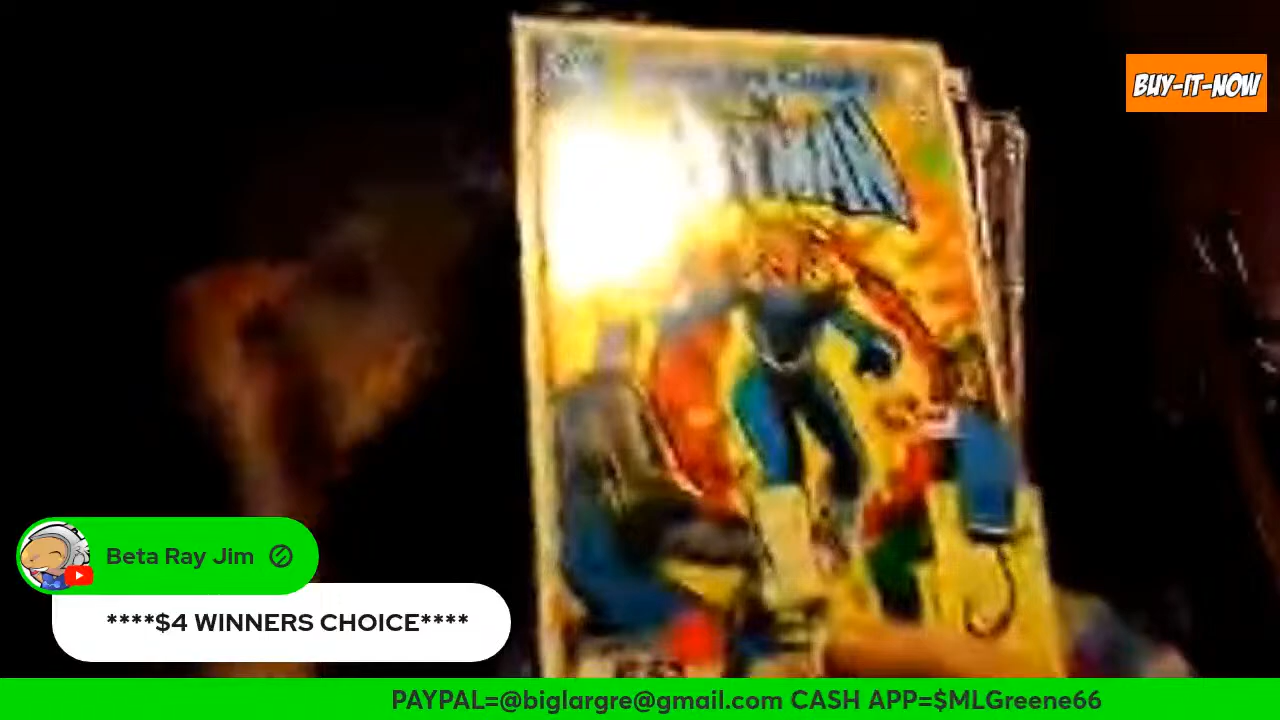 BUY-IT-NOW
Beta Ray Jim
****$4 WINNERS CHOICE****
PAYPAL=@biglargre@gmail.com CASH APP=$MLGreene66